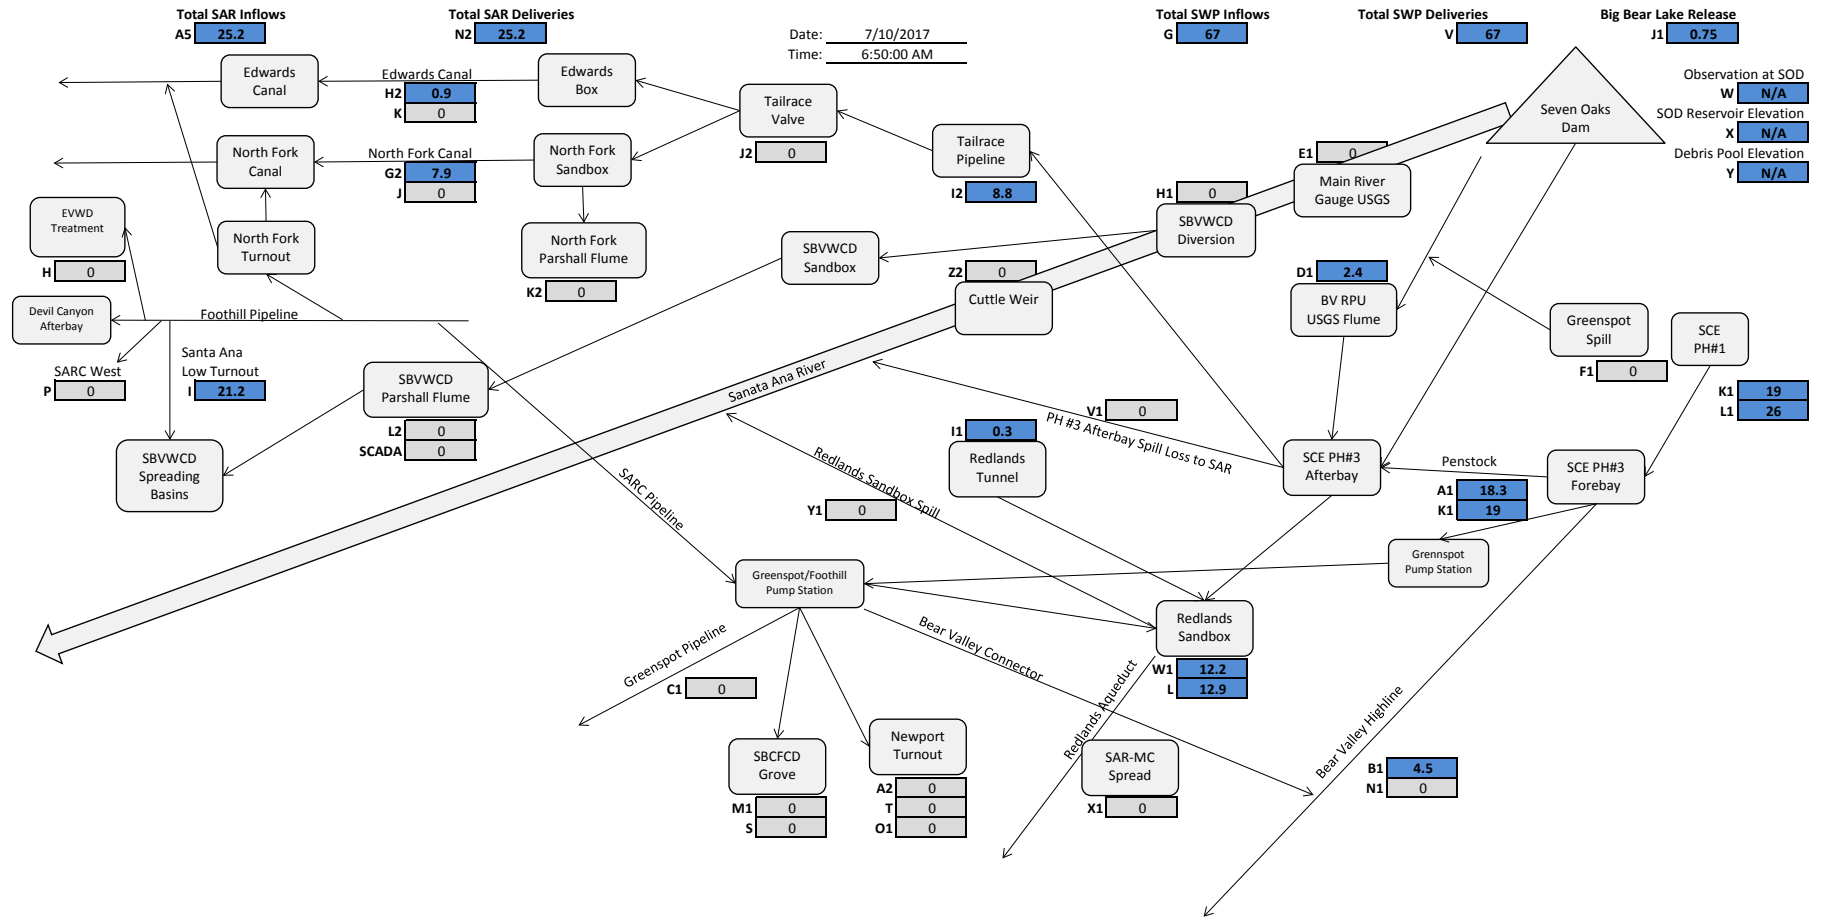 Total SAR Inflows
A5 25.2
Total SAR Deliveries
N2 25.2
Date: 7/10/2017
Time: 6:50:00 AM
Total SWP Inflows
G 67
Total SWP Deliveries
V 67
Big Bear Lake Release
J1 0.75
Observation at SOD
W N/A
SOD Reservoir Elevation
X N/A
Debris Pool Elevation
Y N/A
Edwards
Canal
Edwards Canal
H2 0.9
K 0
Edwards
Box
Tailrace
Valve
J2 0
Tailrace
Pipeline
I2 8.8
Seven Oaks
Dam
E1 0
Main River
Gauge USGS
H1 0
SBVWCD
Diversion
North Fork
Canal
North Fork Canal
G2 7.9
J 0
North Fork
Sandbox
EVWD
Treatment
H 0
North Fork
Turnout
North Fork
Parshall Flume
K2 0
SBVWCD
Sandbox
Z2 0
Cuttle Weir
D1 2.4
BV RPU
USGS Flume
Greenspot
Spill
F1 0
SCE
PH#1
K1 19
L1 26
Devil Canyon
Afterbay
Foothill Pipeline
SARC West
P 0
Santa Ana
Low Turnout
I 21.2
SBVWCD
Parshall Flume
L2 0
SCADA 0
Sanata Ana River
SBVWCD
Spreading
Basins
SARC Pipeline
V1 0
PH #3 Afterbay Spill Loss to SAR
I1 0.3
Redlands
Tunnel
Redlands Sandbox Spill
Y1 0
SCE PH#3
Afterbay
Penstock
A1 18.3
K1 19
SCE PH#3
Forebay
Grennspot
Pump Station
Greenspot/Foothill
Pump Station
Redlands
Sandbox
W1 12.2
L 12.9
Greenspot Pipeline
C1 0
Bear Valley Connector
Redlands Aqueduct
Bear Valley Highline
SBCFCD
Grove
M1 0
S 0
Newport
Turnout
A2 0
T 0
O1 0
SAR-MC
Spread
X1 0
B1 4.5
N1 0